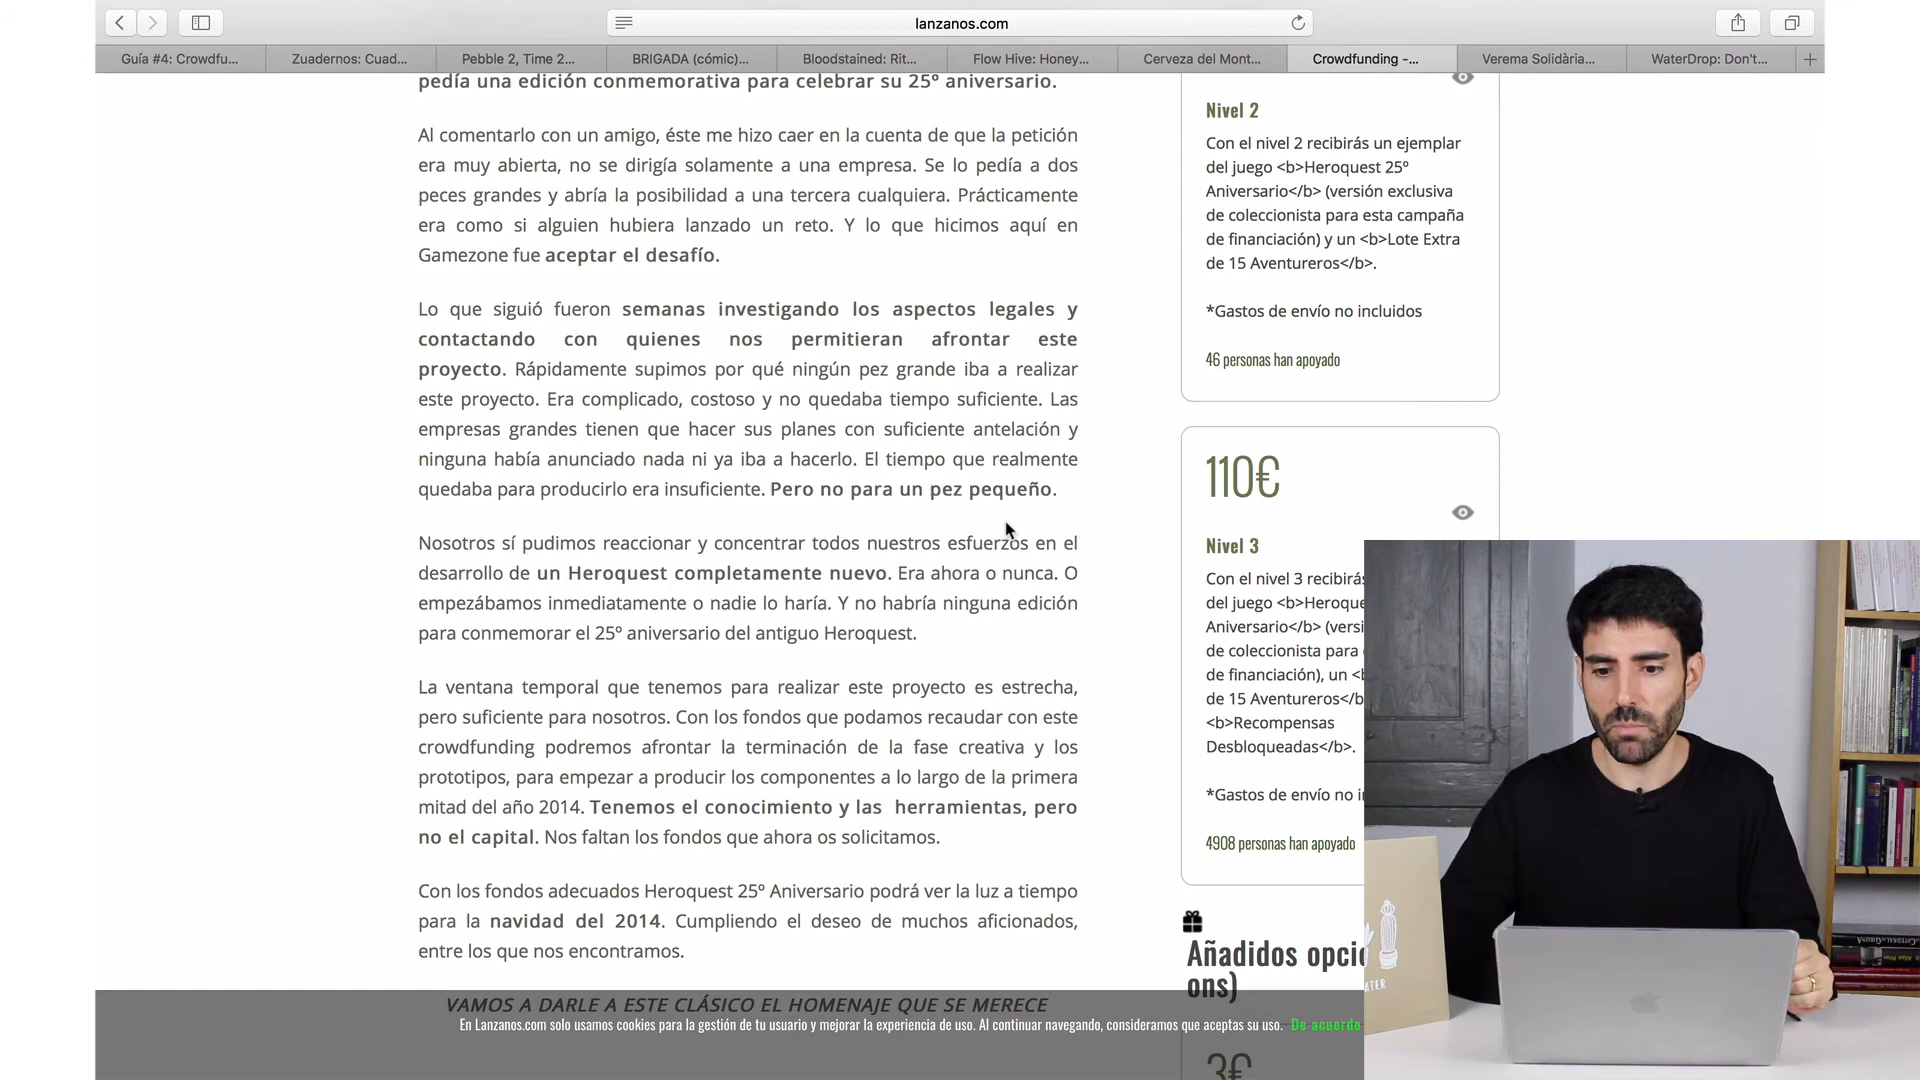 lanzanos.com
Guía #4: Crowdfu...
Zuadernos: Cuad...
Pebble 2, Time 2...
BRIGADA (cómic)...
Bloodstained: Rit...
Flow Hive: Honey...
Cerveza del Mont...
Crowdfunding -...
Verema Solidària...
WaterDrop: Don't...
pedía una edición conmemorativa para celebrar su 25º aniversario.
Al comentarlo con un amigo, éste me hizo caer en la cuenta de que la petición
era muy abierta, no se dirigía solamente a una empresa. Se lo pedía a dos
peces grandes y abría la posibilidad a una tercera cualquiera. Prácticamente
era como si alguien hubiera lanzado un reto. Y lo que hicimos aquí en
Gamezone fue aceptar el desafío.
Lo que siguió fueron semanas investigando los aspectos legales y
contactando con quienes nos permitieran afrontar este
proyecto. Rápidamente supimos por qué ningún pez grande iba a realizar
este proyecto. Era complicado, costoso y no quedaba tiempo suficiente. Las
empresas grandes tienen que hacer sus planes con suficiente antelación y
ninguna había anunciado nada ni ya iba a hacerlo. El tiempo que realmente
quedaba para producirlo era insuficiente. Pero no para un pez pequeño.
Nosotros sí pudimos reaccionar y concentrar todos nuestros esfuerzos en el
desarrollo de un Heroquest completamente nuevo. Era ahora o nunca. O
empezábamos inmediatamente o nadie lo haría. Y no habría ninguna edición
para conmemorar el 25º aniversario del antiguo Heroquest.
La ventana temporal que tenemos para realizar este proyecto es estrecha,
pero suficiente para nosotros. Con los fondos que podamos recaudar con este
crowdfunding podremos afrontar la terminación de la fase creativa y los
prototipos, para empezar a producir los componentes a lo largo de la primera
mitad del año 2014. Tenemos el conocimiento y las herramientas, pero
no el capital. Nos faltan los fondos que ahora os solicitamos.
Con los fondos adecuados Heroquest 25º Aniversario podrá ver la luz a tiempo
para la navidad del 2014. Cumpliendo el deseo de muchos aficionados,
entre los que nos encontramos.
VAMOS A DARLE A ESTE CLÁSICO EL HOMENAJE QUE SE MERECE
En Lanzanos.com solo usamos cookies para la gestión de tu usuario y mejorar la experiencia de uso. Al continuar navegando, consideramos que aceptas su uso. De acuerdo
Nivel 2
Con el nivel 2 recibirás un ejemplar
del juego <b>Heroquest 25º
Aniversario</b> (versión exclusiva
de coleccionista para esta campaña
de financiación) y un <b>Lote Extra
de 15 Aventureros</b>.
*Gastos de envío no incluidos
46 personas han apoyado
110€
Nivel 3
Con el nivel 3 recibirás
del juego <b>Heroque
Aniversario</b> (versi
de coleccionista para
de financiación), un <b
de 15 Aventureros</b
<b>Recompensas
Desbloqueadas</b>.
*Gastos de envío no i
4908 personas han apoyado
Añadidos opci
ons)
3€